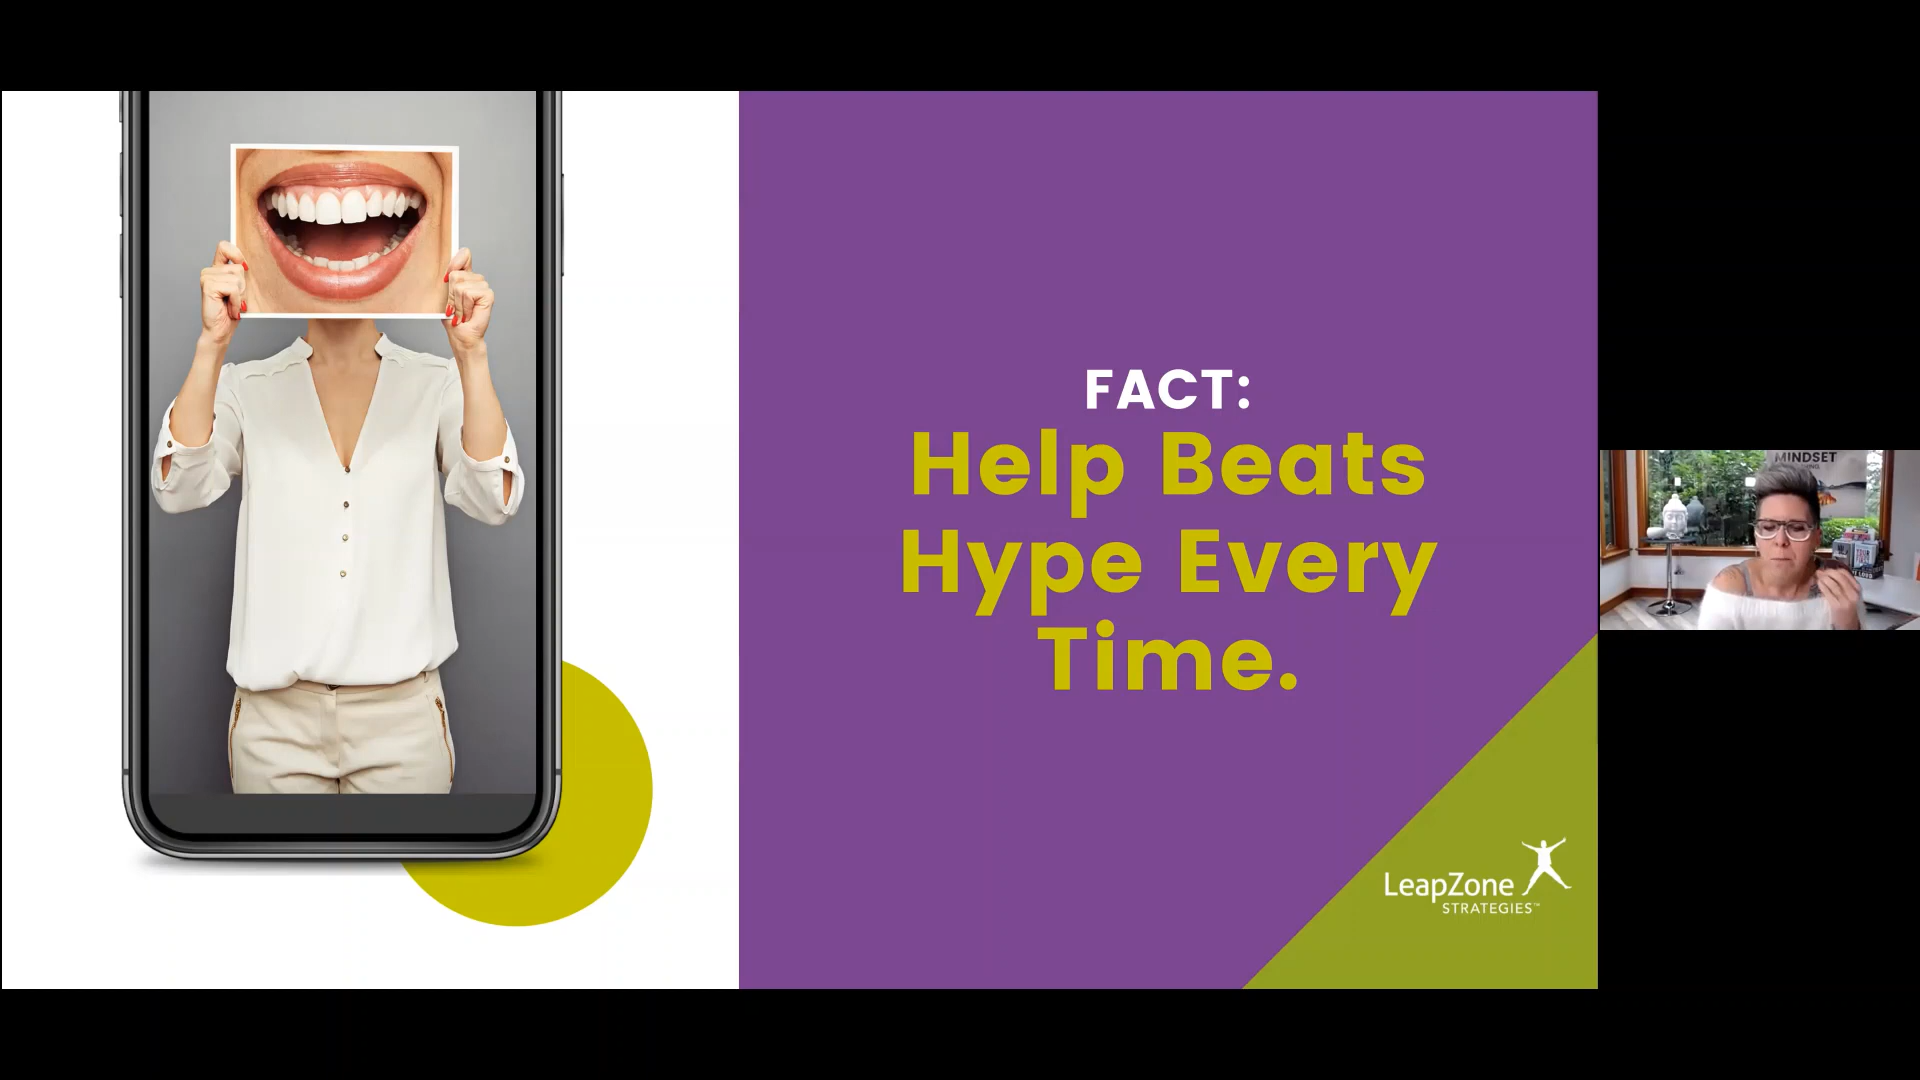 FACT:
Help Beats
Hype Every
Time.
LeapZone
STRATEGIES™
MINDSET